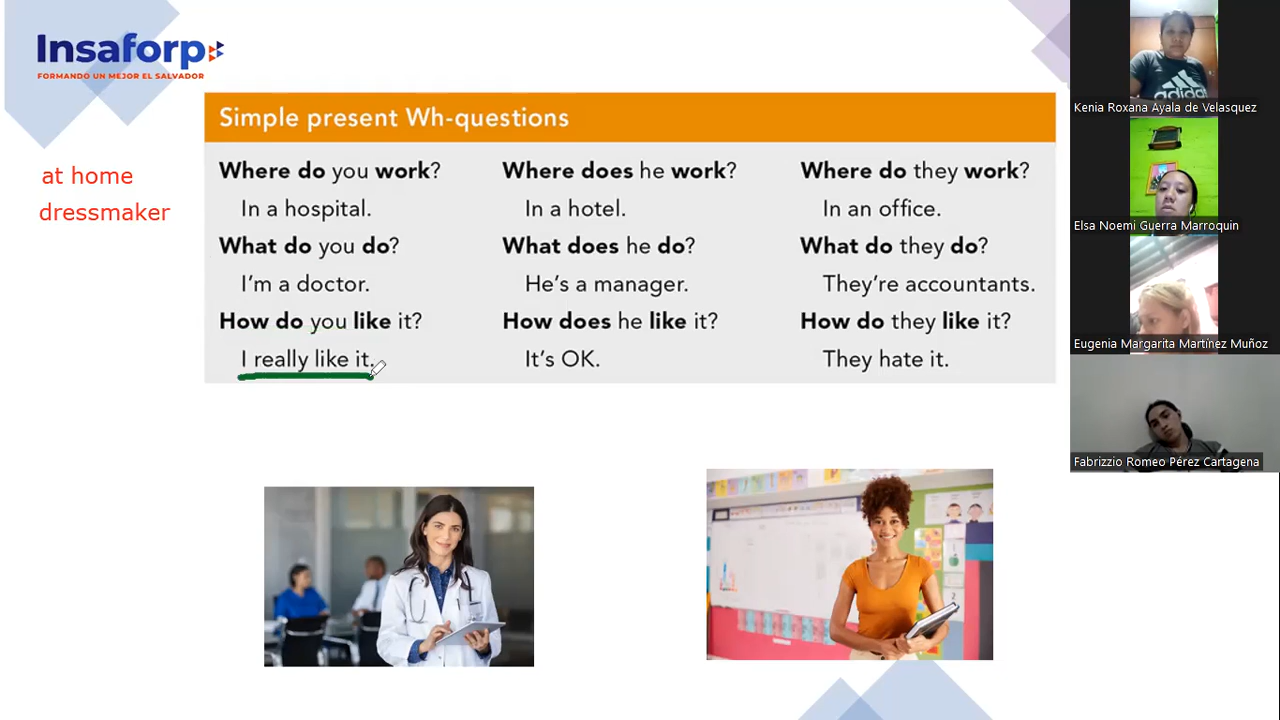 Insaforp
FORMANDO UN MEJOR EL SALVADOR
at home
dressmaker
Simple present Wh-questions
Where do you work?
In a hospital.
What do you do?
I'm a doctor.
How do you like it?
I really like it.
Where does he work?
In a hotel.
What does he do?
He's a manager.
How does he like it?
It's OK.
Where do they work?
In an office.
What do they do?
They're accountants.
How do they like it?
They hate it.
adidas
Kenia Roxana Ayala de Velasquez
Elsa Noemi Guerra Marroquin
Eugenia Margarita Martínez Muñoz
Fabrizzio Romeo Pérez Cartagena